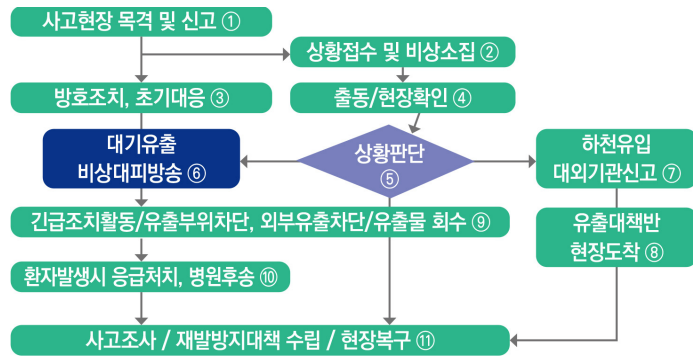 사고현장 목격 및 신고 ①
상황접수 및 비상소집 ②
방호조치, 초기대응 ③
출동/현장확인 ④
대기유출
비상대피방송 ⑥
상황판단
⑤
하천유입
대외기관신고 ⑦
긴급조치활동/유출부위차단, 외부유출차단/유출물 회수 ⑨
유출대책반
현장도착 ⑧
환자발생시 응급처치, 병원후송 ⑩
사고조사 / 재발방지대책 수립 / 현장복구 ⑪